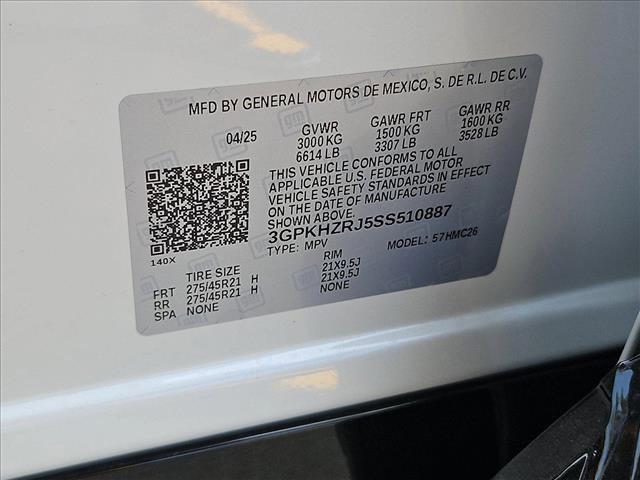 MFD BY GENERAL MOTORS DE MEXICO, S. DE R.L. DE C.V.
04/25 GVWR GAWR FRT GAWR RR
3000 KG 1500 KG 1600 KG
6614 LB 3307 LB 3528 LB
THIS VEHICLE CONFORMS TO ALL
APPLICABLE U.S. FEDERAL MOTOR
VEHICLE SAFETY STANDARDS IN EFFECT
ON THE DATE OF MANUFACTURE
SHOWN ABOVE.
3GPKHZRJ5SS510887
TYPE: MPV MODEL: 57HMC26
140X
TIRE SIZE RIM
FRT 275/45R21 H 21X9.5J
RR 275/45R21 H 21X9.5J
SPA NONE NONE